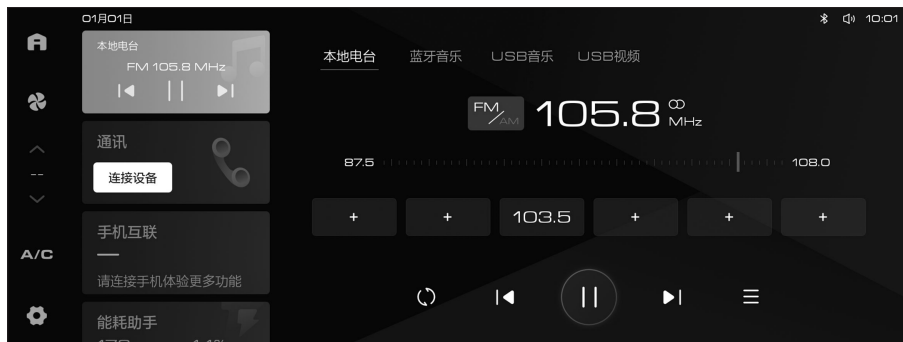 01月01日
10:01
A/C
本地电台
FM 105.8 MHz
通讯
连接设备
手机互联
请连接手机体验更多功能
能耗助手
本地电台 蓝牙音乐 USB音乐 USB视频
FM/AM 105.8 MHz
87.5 108.0
+ + 103.5 + + +